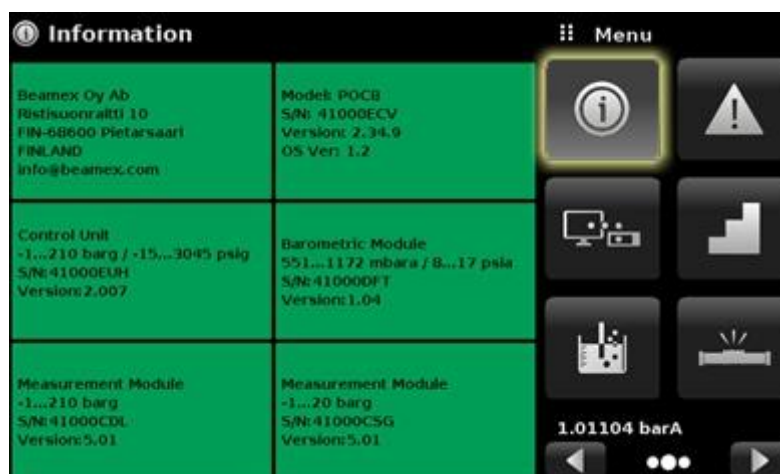 Information
Menu
Beamex Oy Ab
Ristisuonraitti 10
FIN-68600 Pietarsaari
FINLAND
info@beamex.com
Model: POC8
S/N: 41000ECV
Version: 2.34.9
OS Ver: 1.2
Control Unit
-1...210 barg / -15...3045 psig
S/N:41000EUH
Version:2.007
Barometric Module
551...1172 mbara / 8...17 psia
S/N:41000DFT
Version:1.04
Measurement Module
-1...210 barg
S/N:41000CDL
Version:5.01
Measurement Module
-1...20 barg
S/N:41000CSG
Version:5.01
1.01104 barA